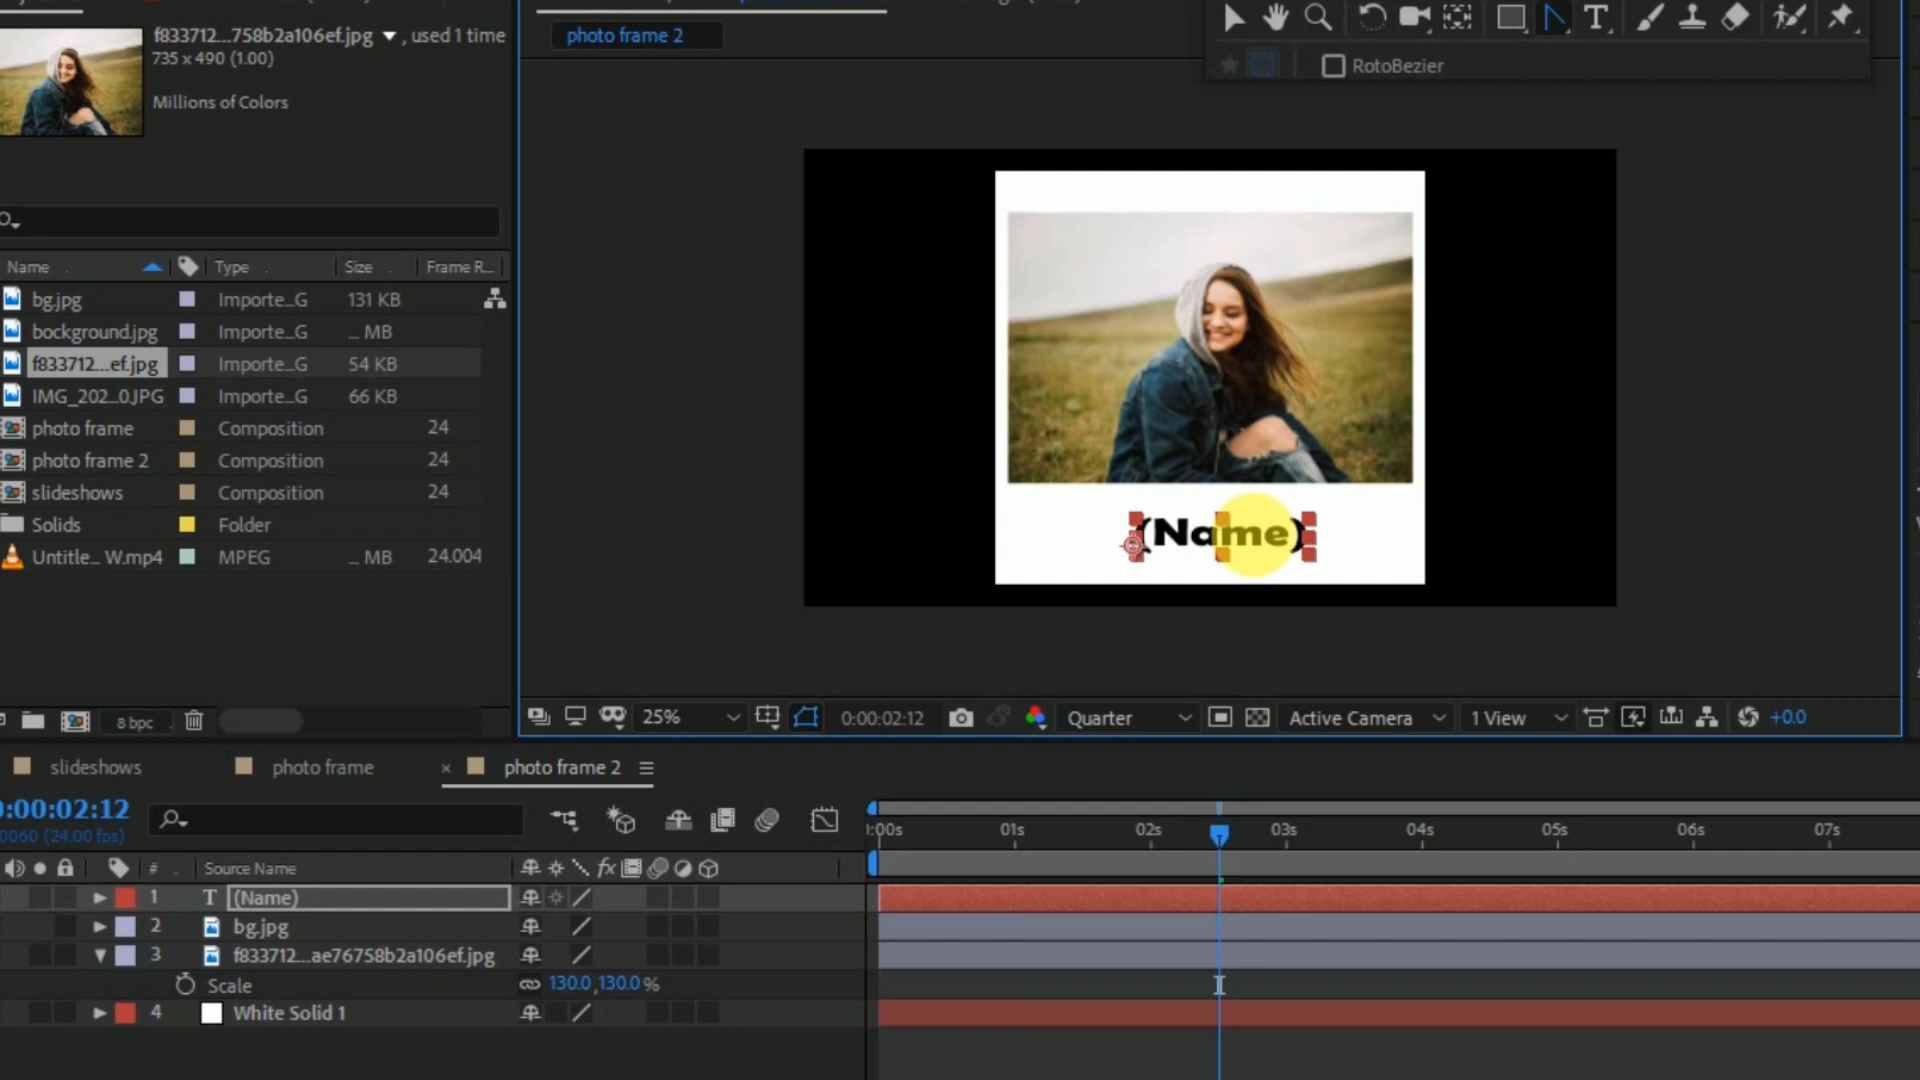 f833712...758b2a106ef.jpg ▼ , used 1 time
735 x 490 (1.00)
Millions of Colors
photo frame 2
RotoBezier
Name Type Size Frame R...
bg.jpg Importe...G 131 KB
bockground.jpg Importe...G ... MB
f833712...ef.jpg Importe...G 54 KB
IMG_202...0.JPG Importe...G 66 KB
photo frame Composition 24
photo frame 2 Composition 24
slideshows Composition 24
Solids Folder
Untitle... W.mp4 MPEG ... MB 24.004
(Name)
8 bpc
25% 0:00:02:12 Quarter Active Camera 1 View +0.0
slideshows photo frame × photo frame 2
0:00:02:12
0060 (24.00 fps)
:00s 01s 02s 03s 04s 05s 06s 07s
# Source Name fx
1 T (Name)
2 bg.jpg
3 f833712...ae76758b2a106ef.jpg
Scale 130.0,130.0 %
4 White Solid 1